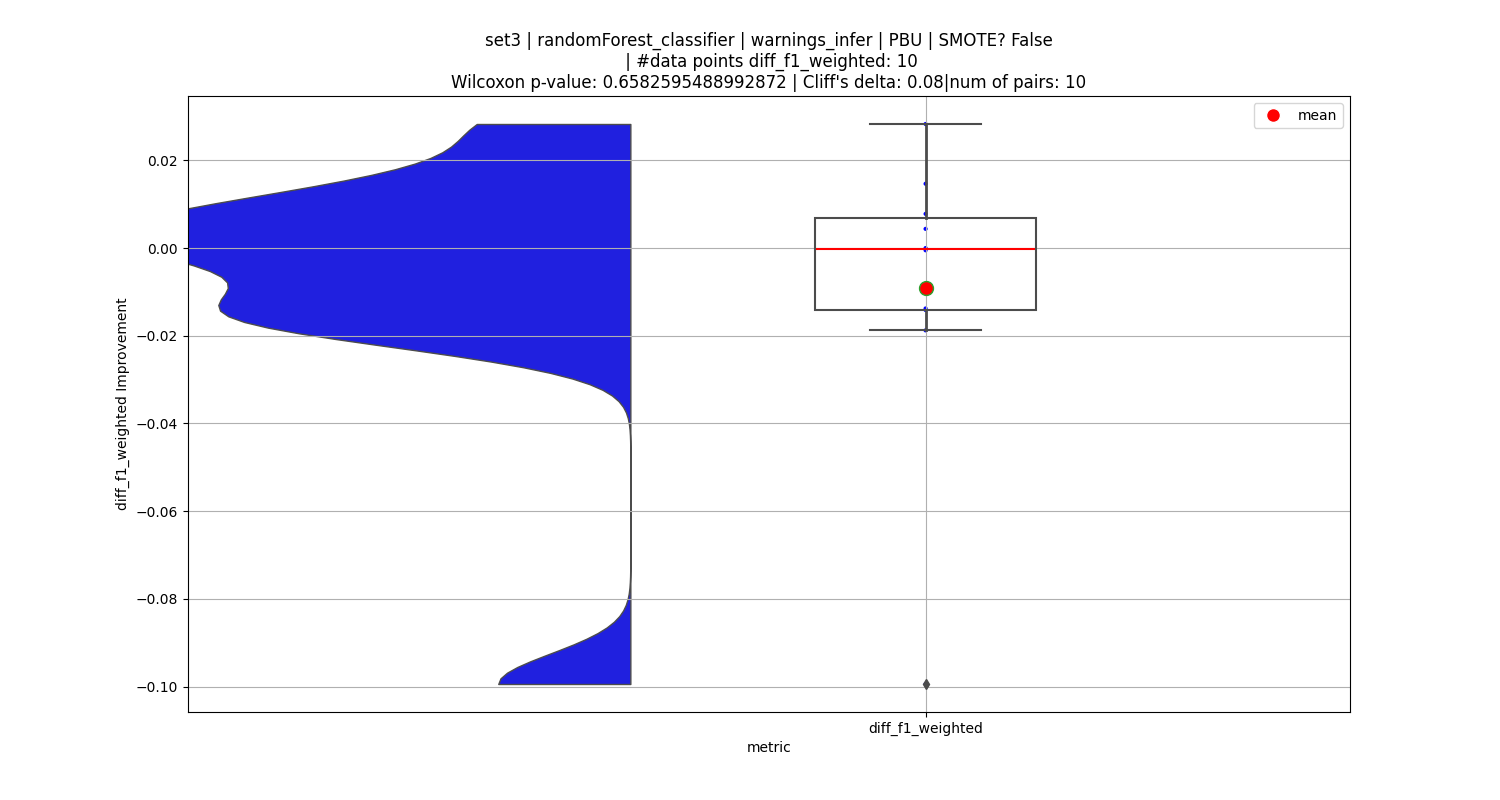 set3 | randomForest_classifier | warnings_infer | PBU | SMOTE? False
| #data points diff_f1_weighted: 10
Wilcoxon p-value: 0.6582595488992872 | Cliff's delta: 0.08|num of pairs: 10
mean
0.02
0.00
−0.02
−0.04
−0.06
−0.08
−0.10
diff_f1_weighted Improvement
diff_f1_weighted
metric